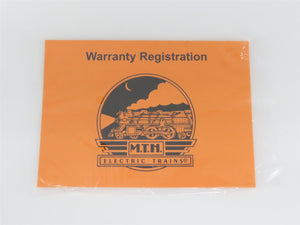 Warranty Registration
M.T.H.
ELECTRIC TRAINS®